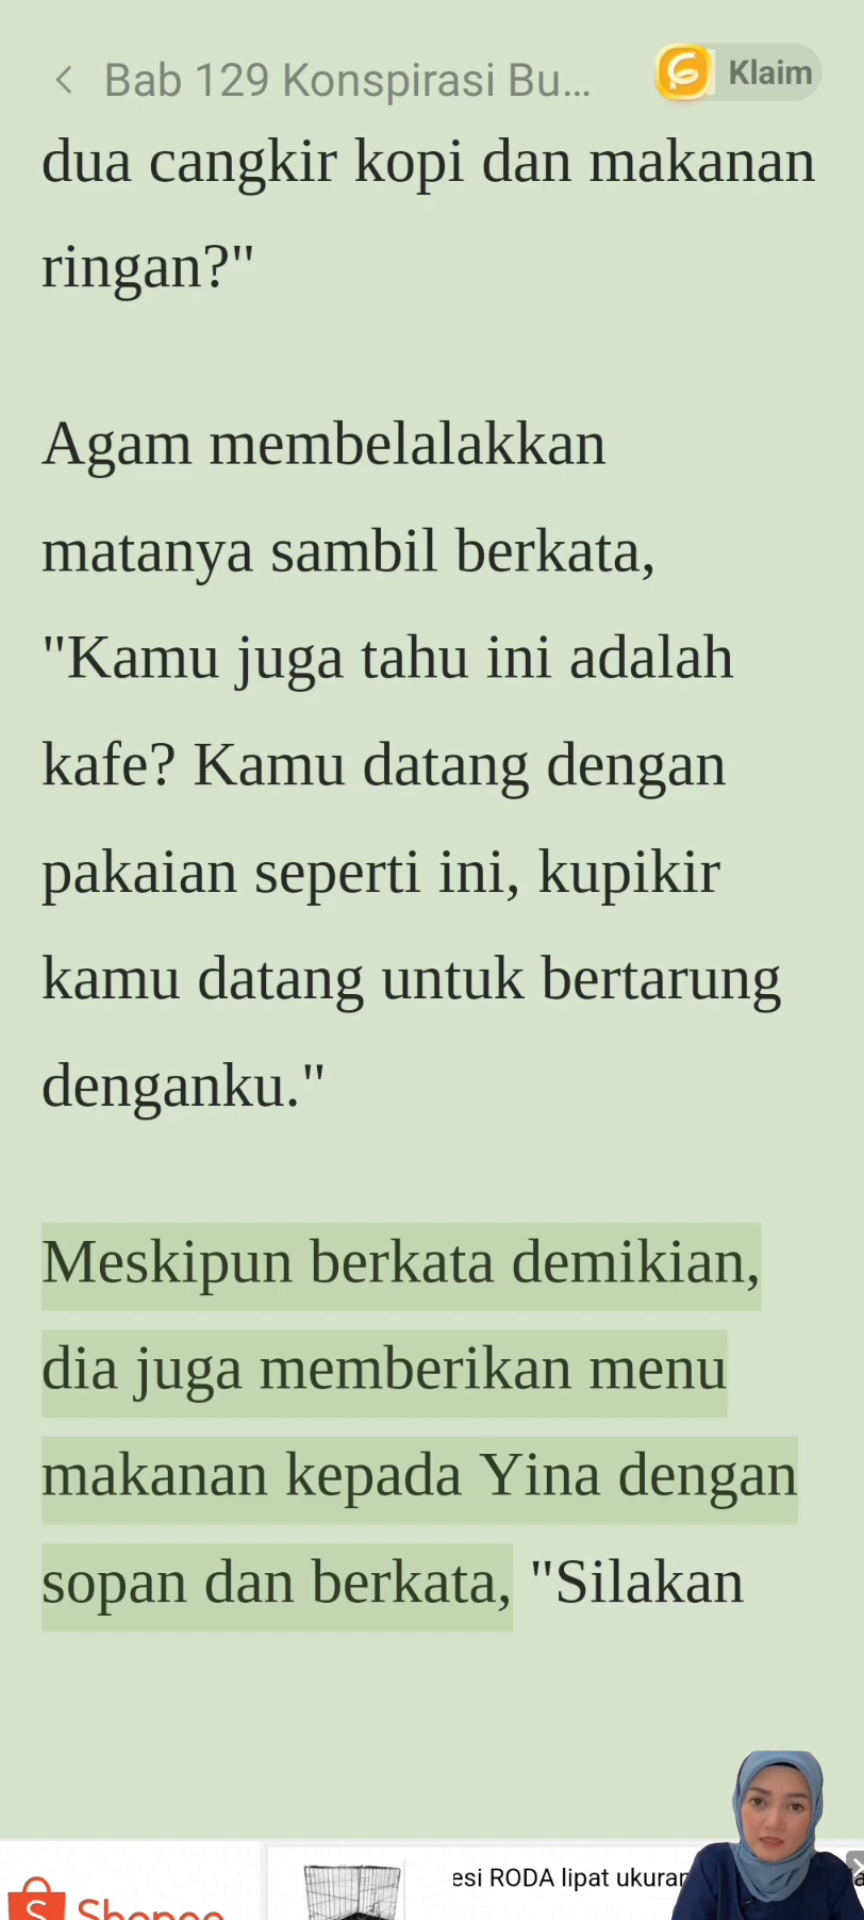 Bab 129 Konspirasi Bu...
Klaim
dua cangkir kopi dan makanan
ringan?"
Agam membelalakkan
matanya sambil berkata,
"Kamu juga tahu ini adalah
kafe? Kamu datang dengan
pakaian seperti ini, kupikir
kamu datang untuk bertarung
denganku."
Meskipun berkata demikian,
dia juga memberikan menu
makanan kepada Yina dengan
sopan dan berkata, "Silakan
esi RODA lipat ukuran
Shopee